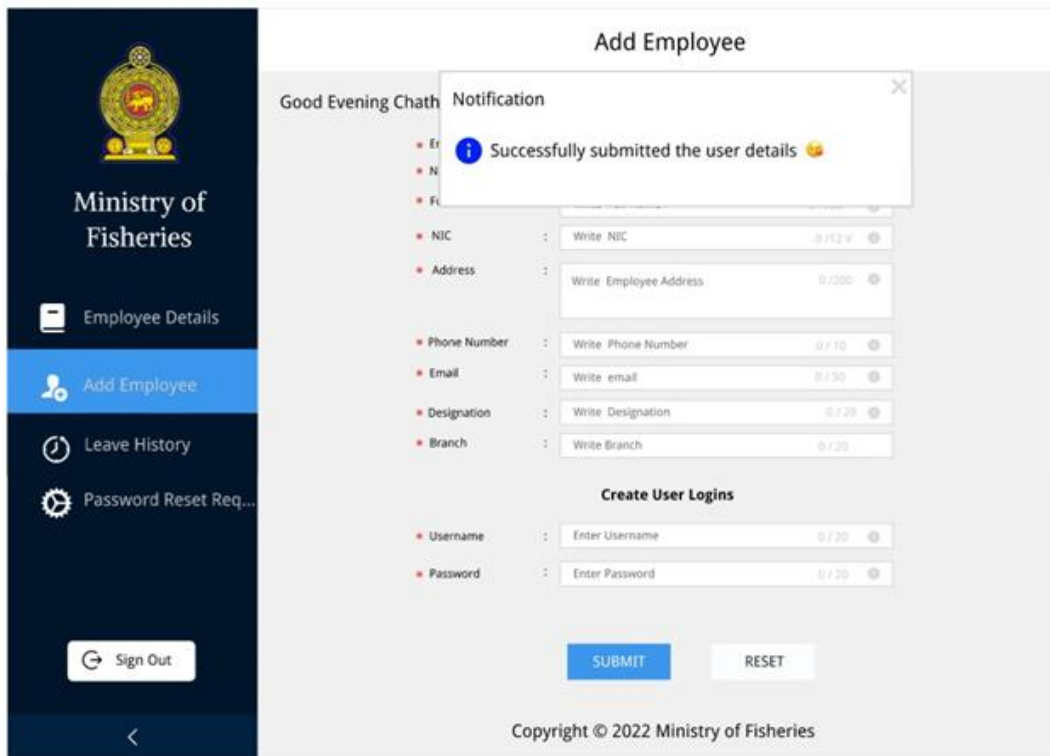 Add Employee
Ministry of
Fisheries
Employee Details
Add Employee
Leave History
Password Reset Req...
Sign Out
Good Evening Chath
Notification
Successfully submitted the user details 😘
* NIC : Write NIC 0 /12 V
* Address : Write Employee Address 0 /200
* Phone Number : Write Phone Number 0 / 10
* Email : Write email 0 / 50
* Designation : Write Designation 0 / 20
* Branch : Write Branch 0 / 20
Create User Logins
* Username : Enter Username 0 / 20
* Password : Enter Password 0 / 20
SUBMIT RESET
Copyright © 2022 Ministry of Fisheries